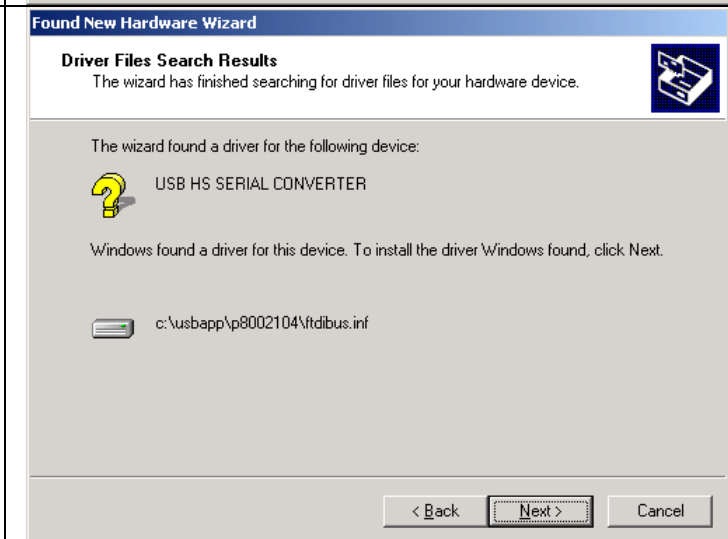 Found New Hardware Wizard
Driver Files Search Results
The wizard has finished searching for driver files for your hardware device.
The wizard found a driver for the following device:
USB HS SERIAL CONVERTER
Windows found a driver for this device. To install the driver Windows found, click Next.
c:\usbapp\p8002104\ftdibus.inf
< Back Next > Cancel